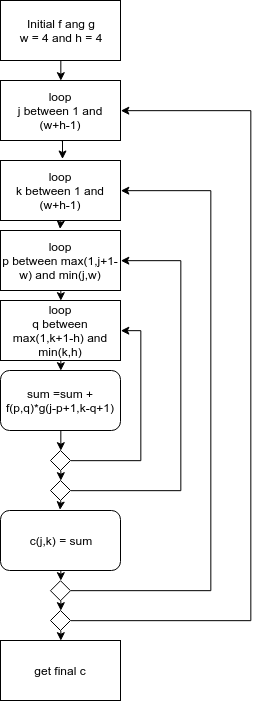 Initial f ang g
w = 4 and h = 4
loop
j between 1 and
(w+h-1)
loop
k between 1 and
(w+h-1)
loop
p between max(1,j+1-
w) and min(j,w)
loop
q between
max(1,k+1-h) and
min(k,h)
sum =sum +
f(p,q)*g(j-p+1,k-q+1)
c(j,k) = sum
get final c